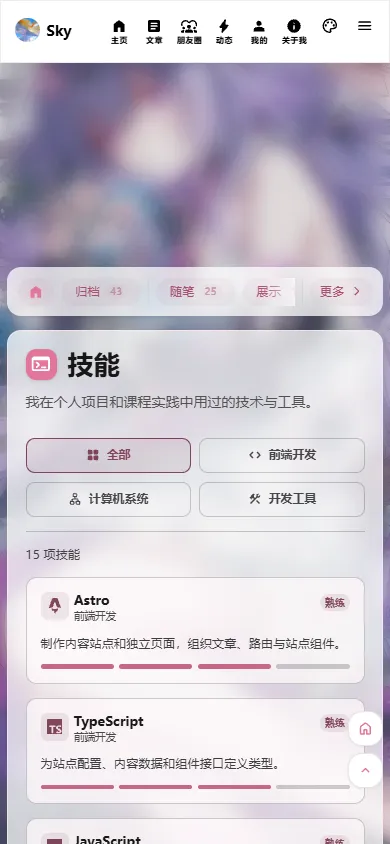 Sky
主页 文章 朋友圈 动态 我的 关于我
归档 43 随笔 25 展示 更多
技能
我在个人项目和课程实践中用过的技术与工具。
全部 前端开发
计算机系统 开发工具
15 项技能
Astro 熟练
前端开发
制作内容站点和独立页面，组织文章、路由与站点组件。
TS TypeScript 熟练
前端开发
为站点配置、内容数据和组件接口定义类型。
JavaScript 熟练